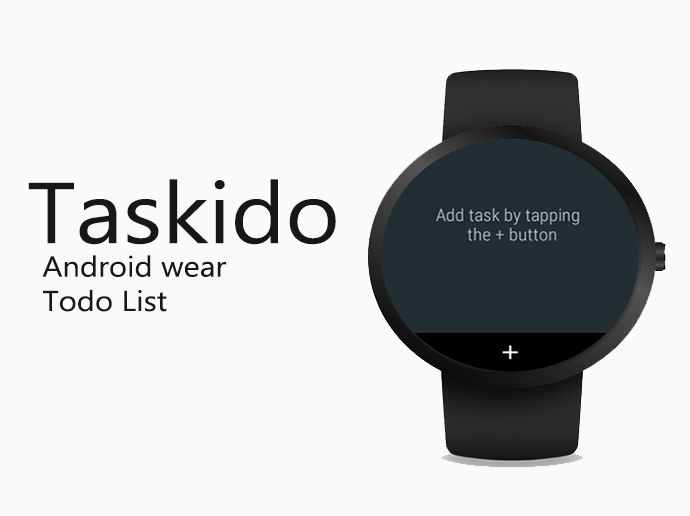 Taskido
Android wear
Todo List
Add task by tapping
the + button
+